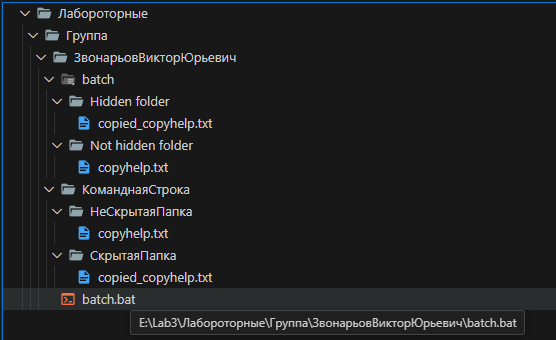 Лабороторные
Группа
ЗвонарьовВикторЮрьевич
batch
Hidden folder
copied_copyhelp.txt
Not hidden folder
copyhelp.txt
КоманднаяСтрока
НеСкрытаяПапка
copyhelp.txt
СкрытаяПапка
copied_copyhelp.txt
batch.bat
E:\Lab3\Лабороторные\Группа\ЗвонарьовВикторЮрьевич\batch.bat